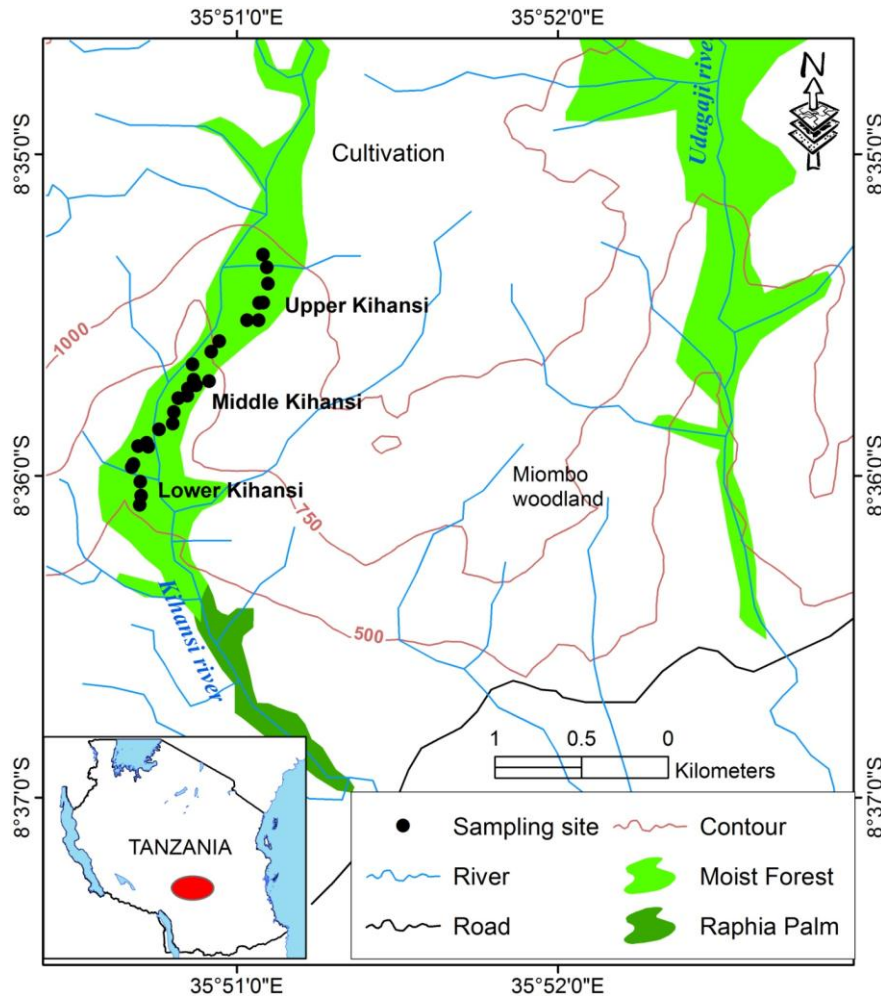 35°51'0"E
35°52'0"E
Udagaji river
N
8°35'0"S
8°35'0"S
Cultivation
Upper Kihansi
1000
Middle Kihansi
8°36'0"S
8°36'0"S
Miombo
woodland
Lower Kihansi
750
Kihansi river
500
1
0.5
0
Kilometers
8°37'0"S
8°37'0"S
TANZANIA
Sampling site
Contour
River
Moist Forest
Road
Raphia Palm
35°51'0"E
35°52'0"E